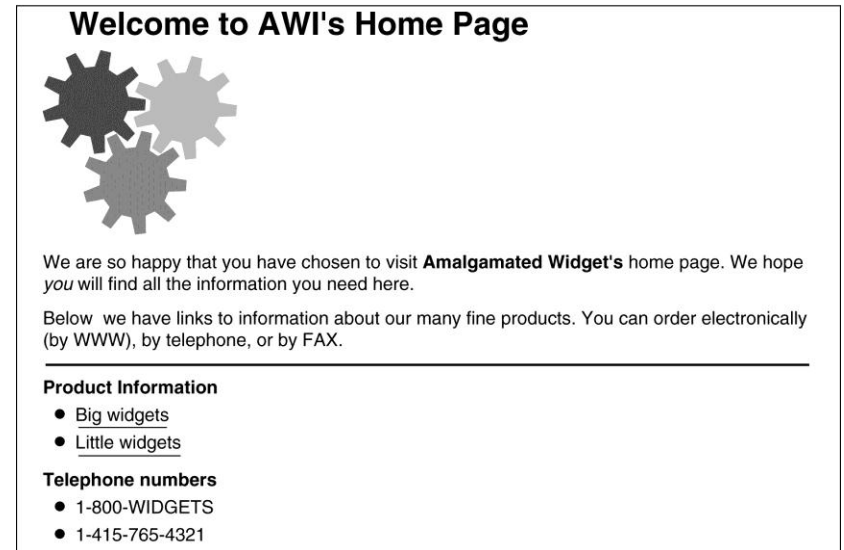 Welcome to AWI's Home Page
We are so happy that you have chosen to visit Amalgamated Widget's home page. We hope
you will find all the information you need here.
Below we have links to information about our many fine products. You can order electronically
(by WWW), by telephone, or by FAX.
Product Information
● Big widgets
● Little widgets
Telephone numbers
● 1-800-WIDGETS
● 1-415-765-4321